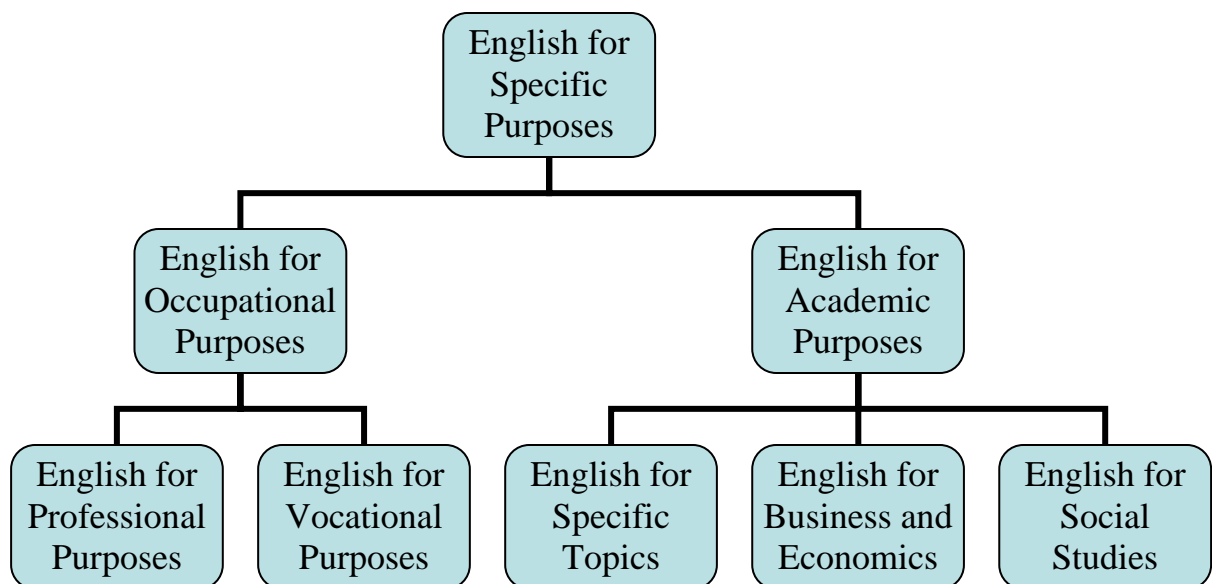 English for
Specific
Purposes
English for
Occupational
Purposes
English for
Academic
Purposes
English for
Professional
Purposes
English for
Vocational
Purposes
English for
Specific
Topics
English for
Business and
Economics
English for
Social
Studies